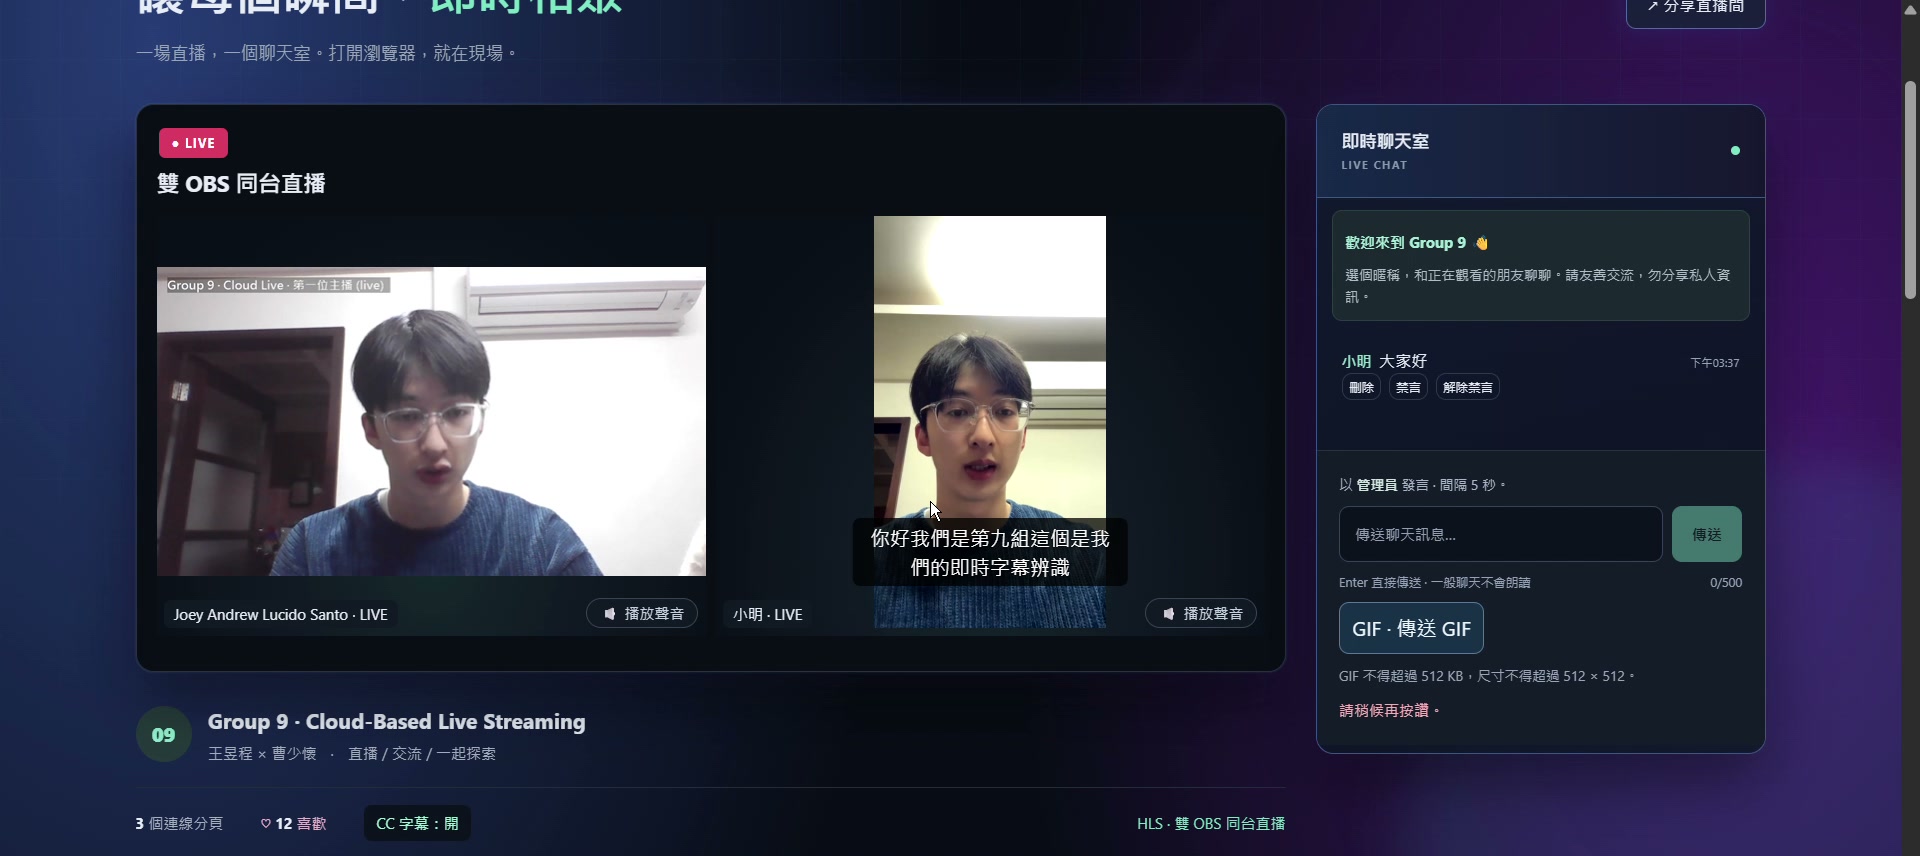 讓每個瞬間，即時相聚
↗ 分享直播間
一場直播，一個聊天室。打開瀏覽器，就在現場。
● LIVE
雙 OBS 同台直播
Group 9 · Cloud Live · 第一位主播 (live)
你好我們是第九組這個是我
們的即時字幕辨識
Joey Andrew Lucido Santo · LIVE
播放聲音
小明 · LIVE
播放聲音
09
Group 9 · Cloud-Based Live Streaming
王昱程 × 曹少懷 · 直播 / 交流 / 一起探索
3 個連線分頁
♡ 12 喜歡
CC 字幕：開
HLS · 雙 OBS 同台直播
即時聊天室
LIVE CHAT
歡迎來到 Group 9 👋
選個暱稱，和正在觀看的朋友聊聊。請友善交流，勿分享私人資
訊。
小明 大家好
下午03:37
刪除
禁言
解除禁言
以 管理員 發言 · 間隔 5 秒。
傳送聊天訊息...
傳送
Enter 直接傳送 · 一般聊天不會朗讀
0/500
GIF · 傳送 GIF
GIF 不得超過 512 KB，尺寸不得超過 512 × 512。
請稍候再按讚。